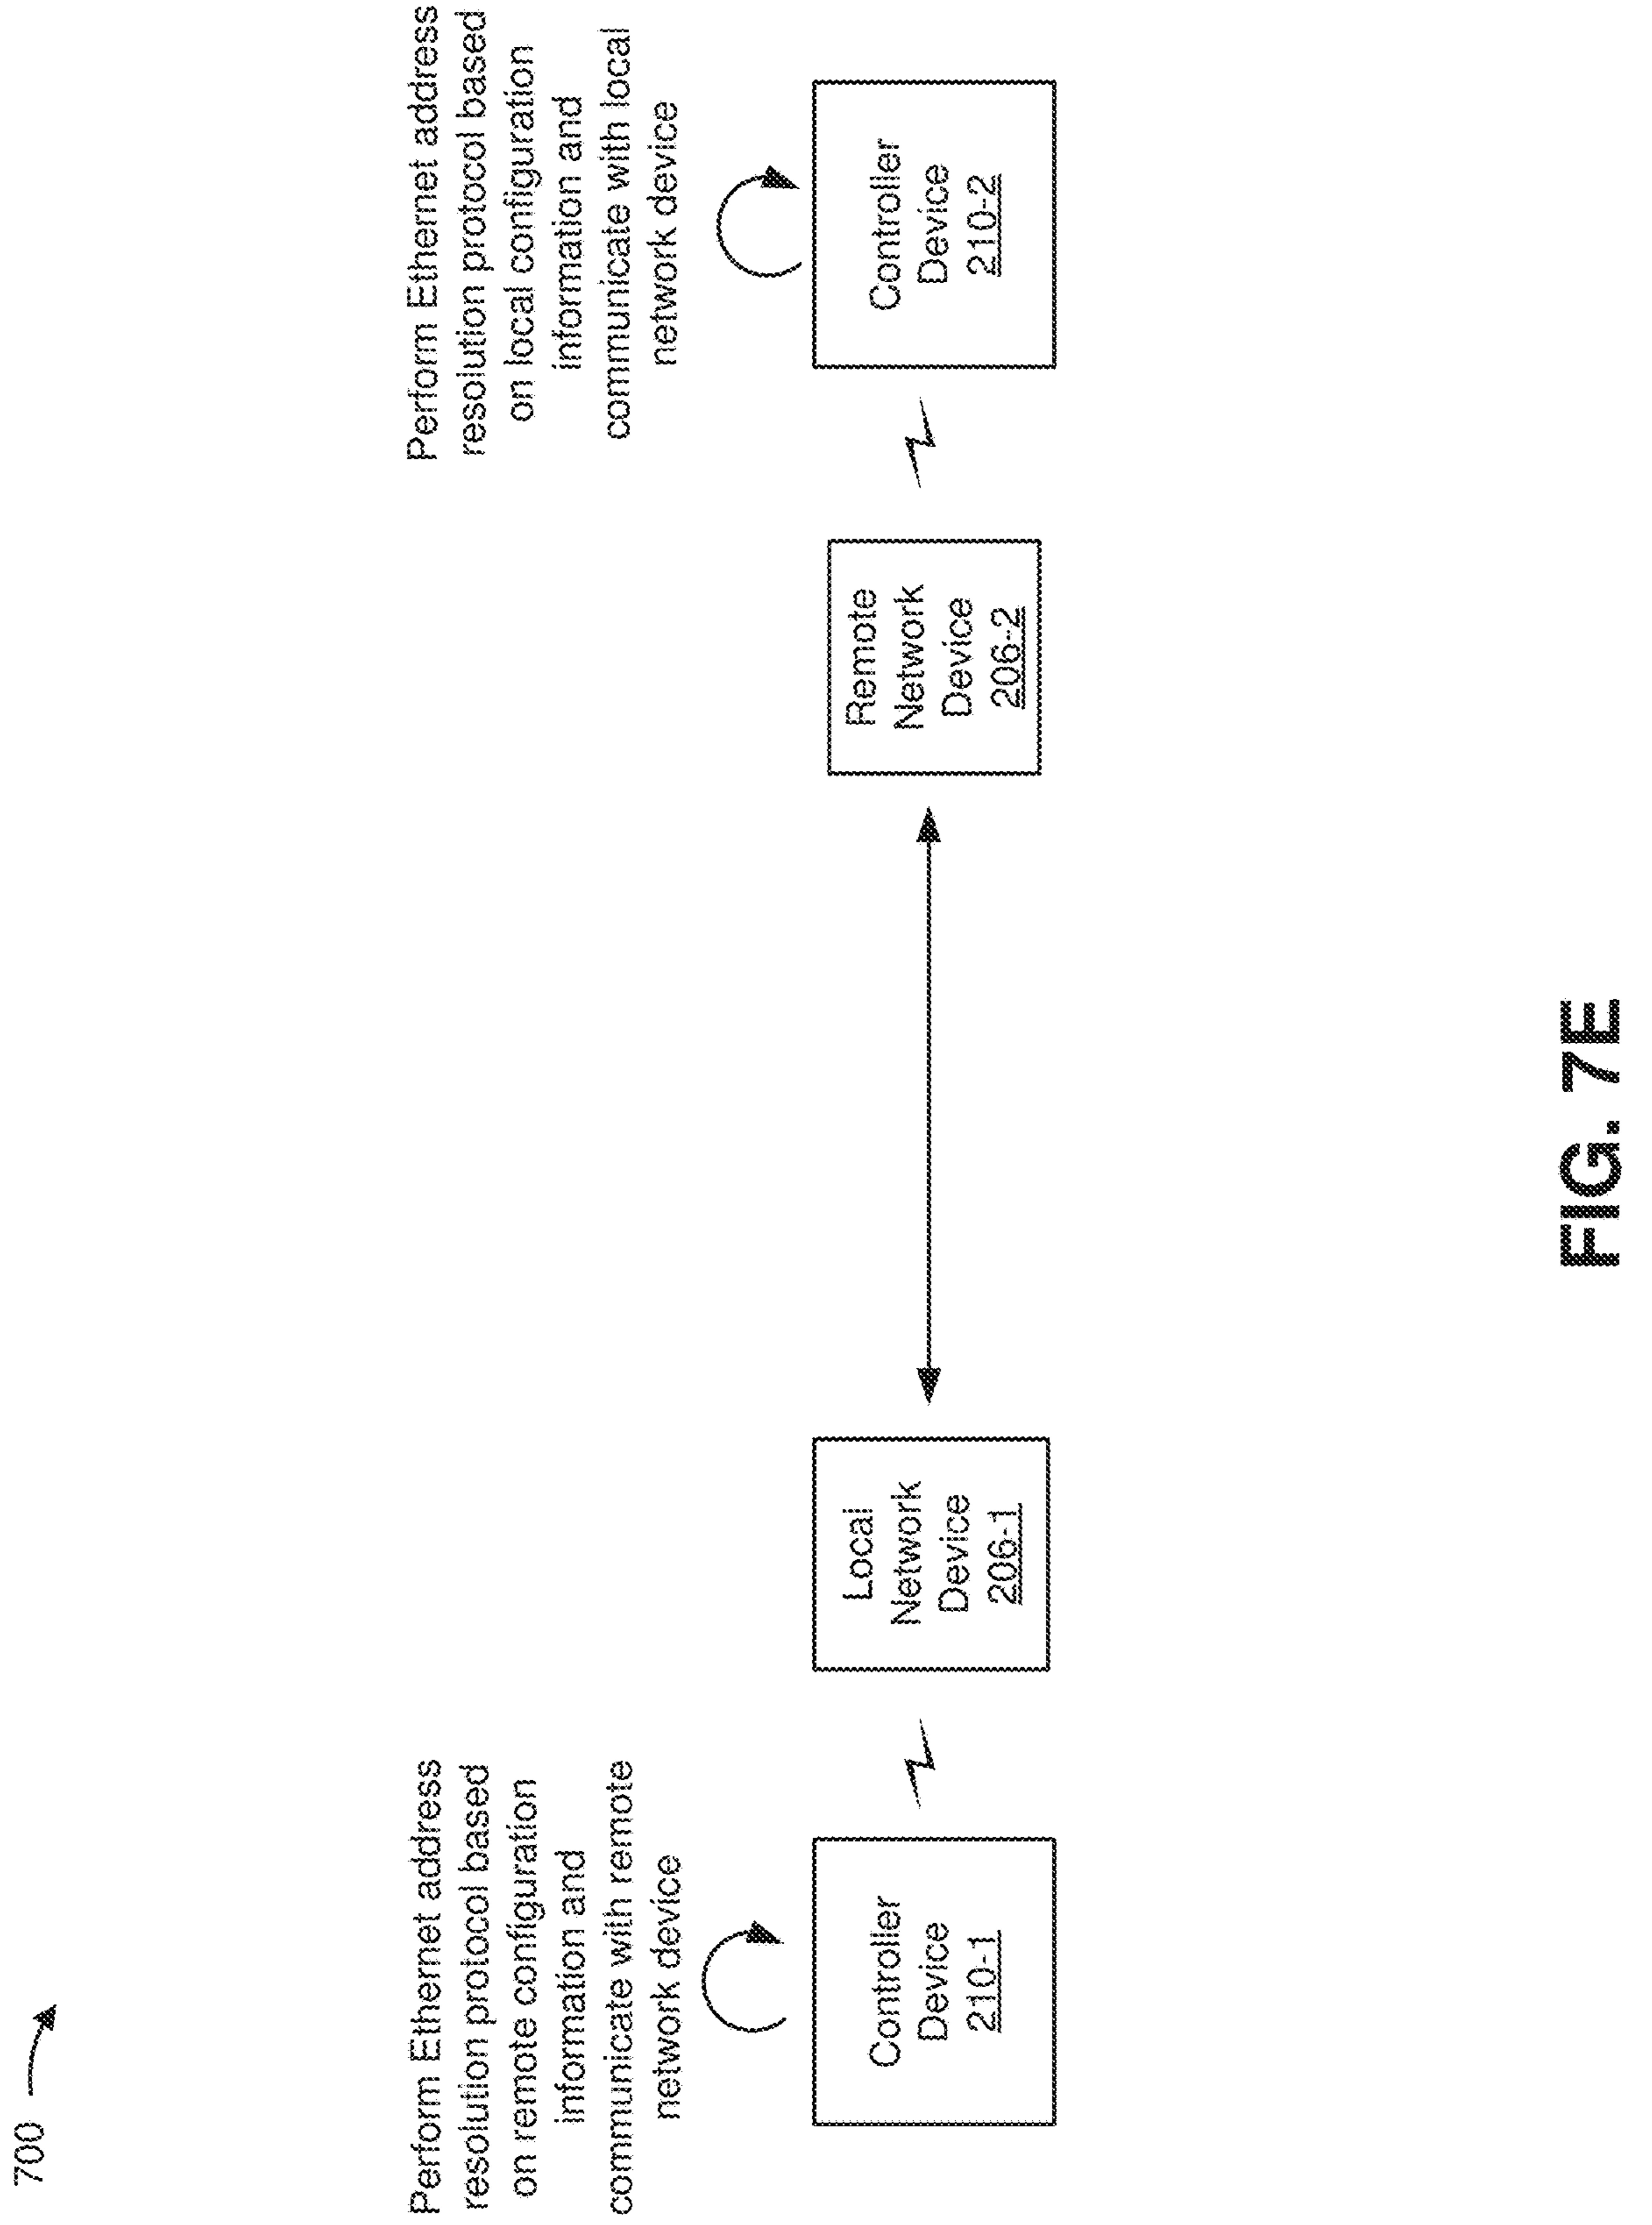 700
Perform Ethernet address
resolution protocol based
on remote configuration
information and
communicate with remote
network device
Perform Ethernet address
resolution protocol based
on local configuration
information and
communicate with local
network device
Controller
Device
210-1
Local
Network
Device
206-1
Remote
Network
Device
206-2
Controller
Device
210-2
FIG. 7E